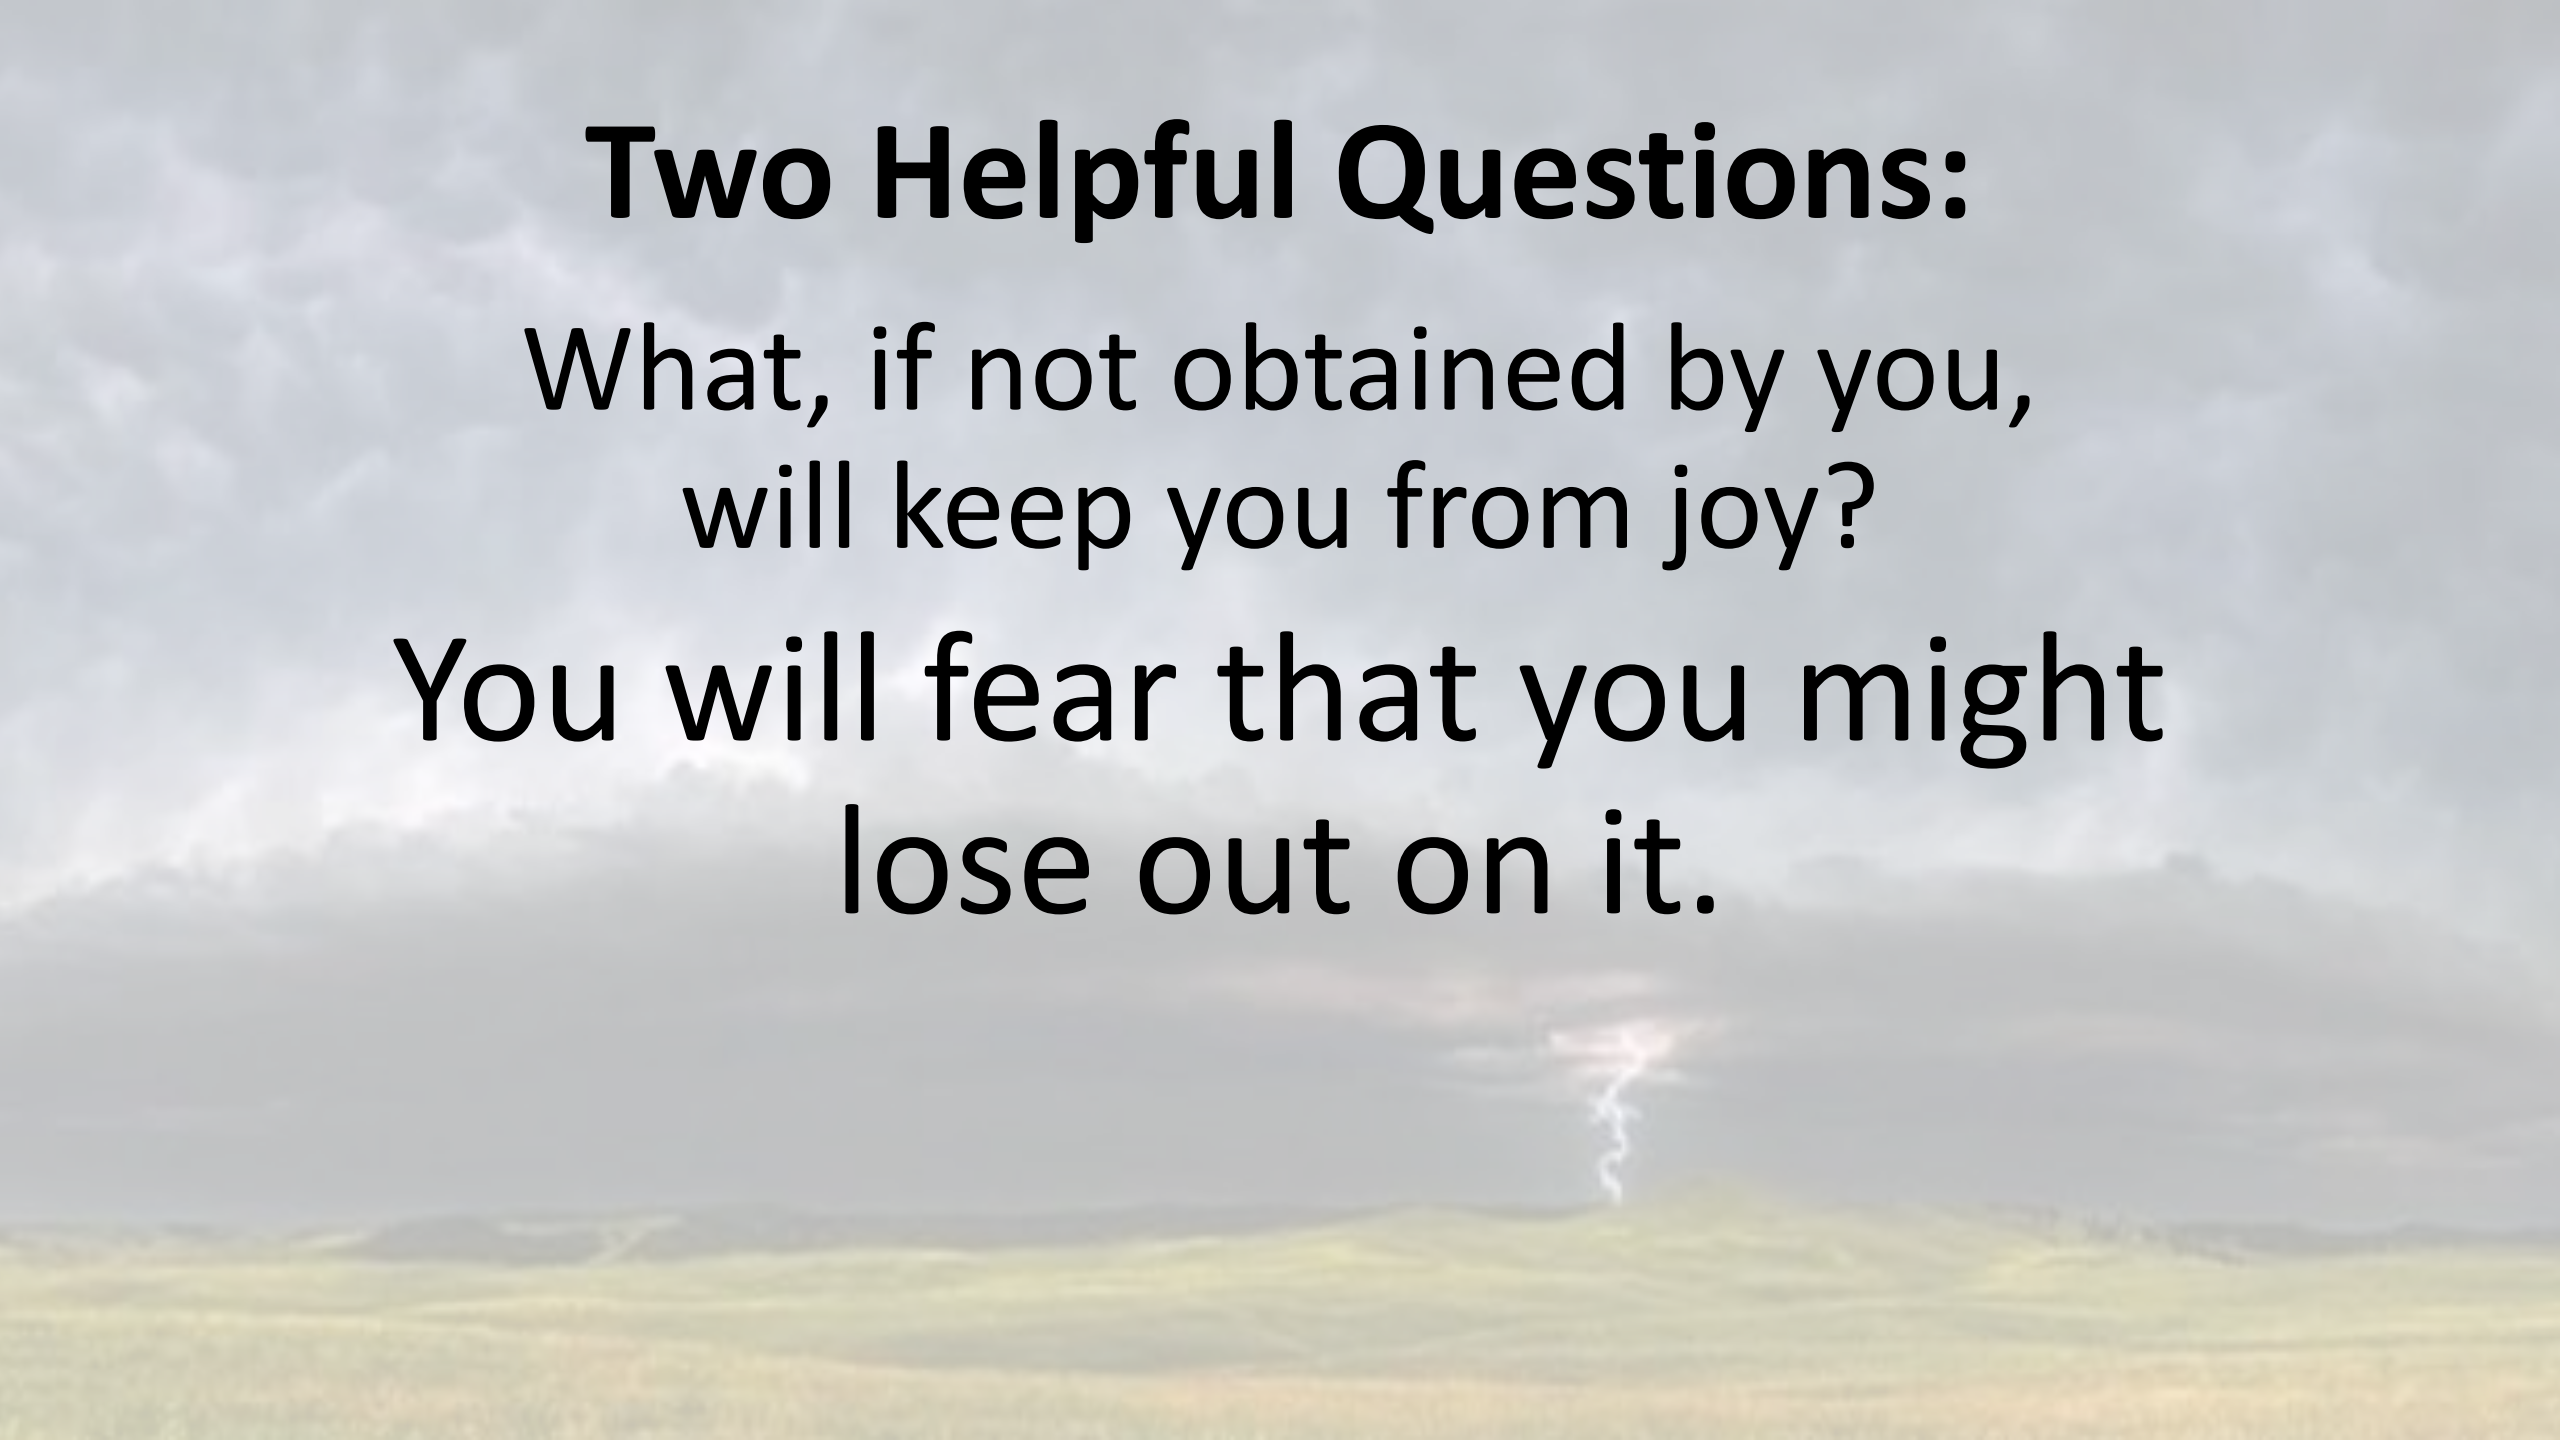 Two Helpful Questions:
What, if not obtained by you,
will keep you from joy?
You will fear that you might
lose out on it.